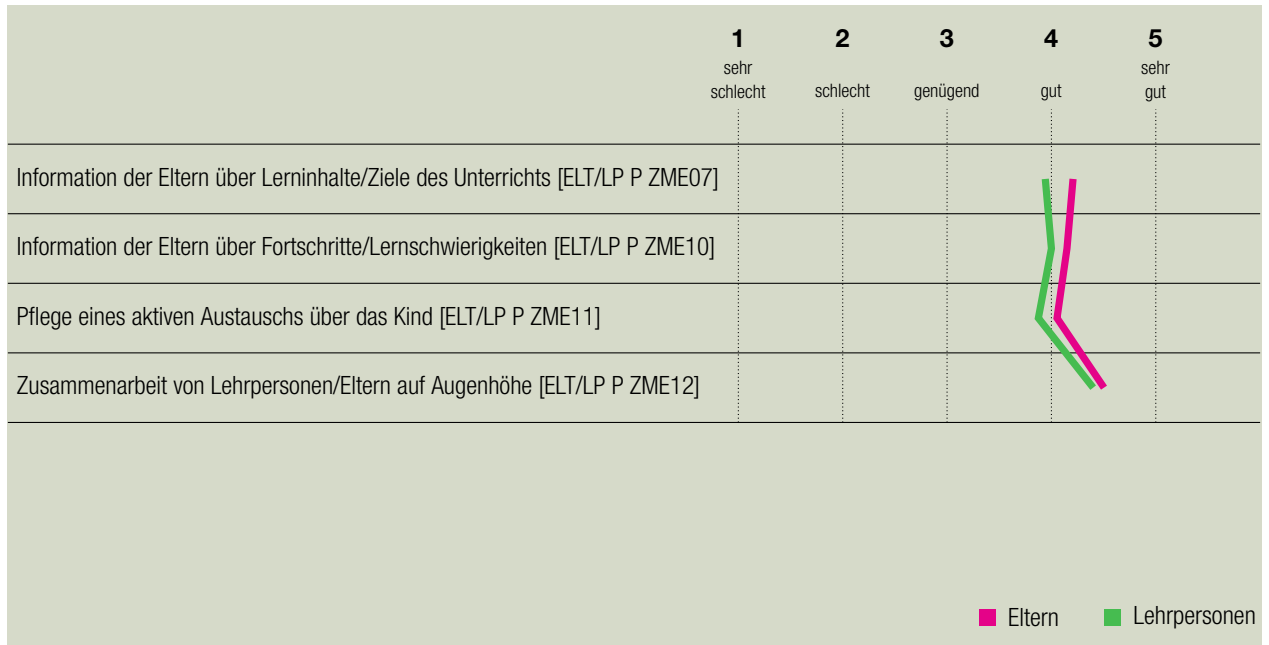 1 2 3 4 5
sehr schlecht schlecht genügend gut sehr gut
Information der Eltern über Lerninhalte/Ziele des Unterrichts [ELT/LP P ZME07]
Information der Eltern über Fortschritte/Lernschwierigkeiten [ELT/LP P ZME10]
Pflege eines aktiven Austauschs über das Kind [ELT/LP P ZME11]
Zusammenarbeit von Lehrpersonen/Eltern auf Augenhöhe [ELT/LP P ZME12]
Eltern Lehrpersonen